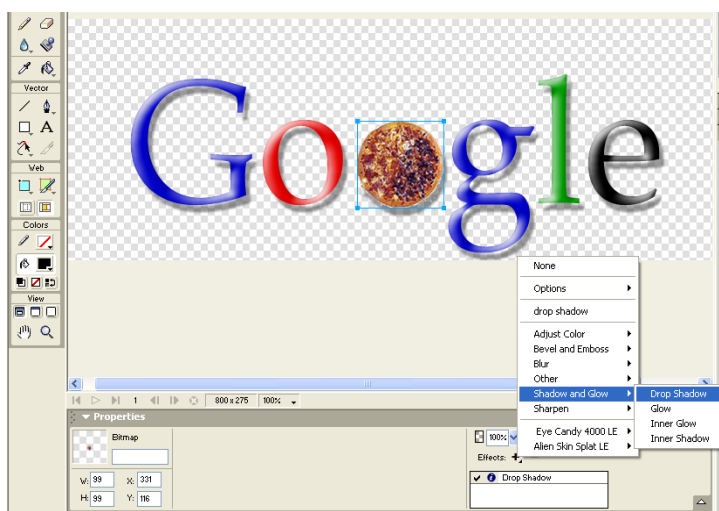 Vector
A
Web
Colors
View
Go gle
None
Options
drop shadow
Adjust Color
Bevel and Emboss
Blur
Other
Shadow and Glow
Sharpen
Eye Candy 4000 LE
Alien Skin Splat LE
Drop Shadow
Glow
Inner Glow
Inner Shadow
1
800 x 275
100%
Properties
Bitmap
W: 99 X: 331
H: 99 Y: 116
100%
Effects:
Drop Shadow